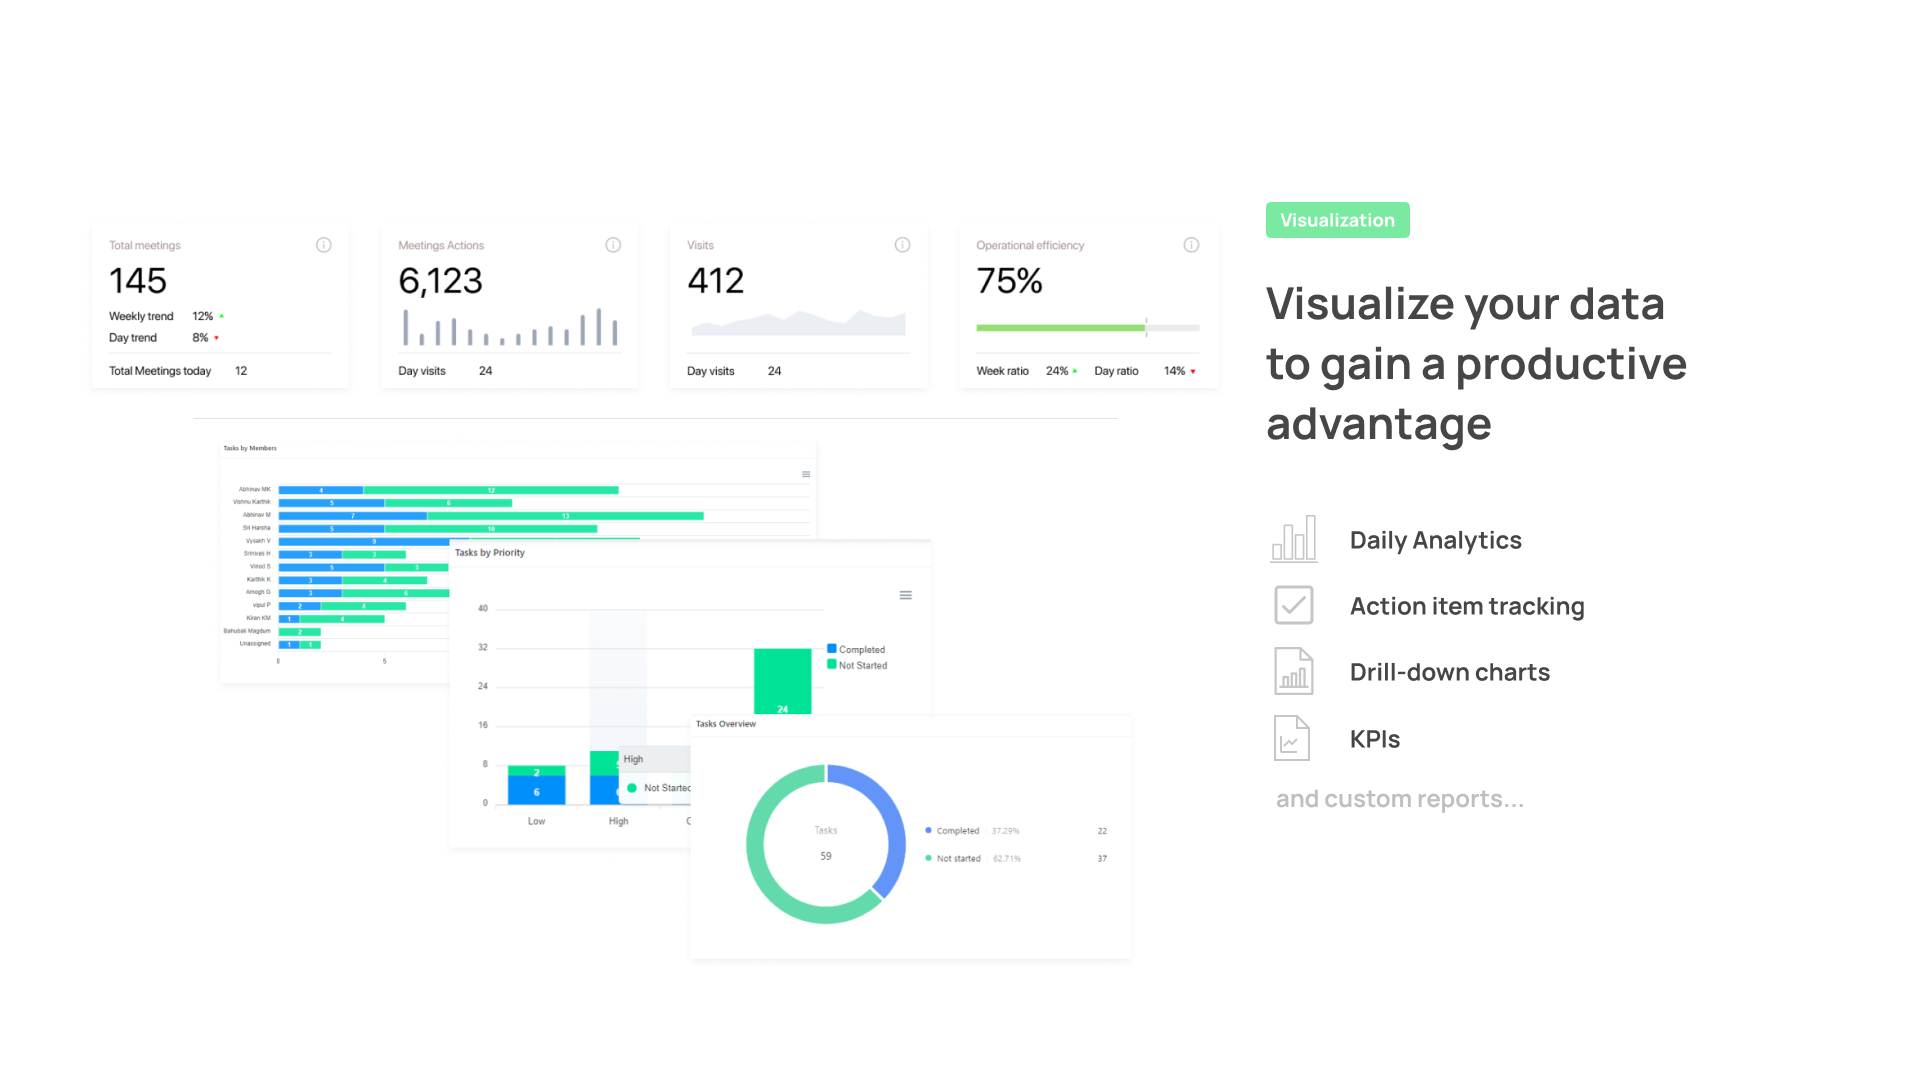 Total meetings
145
Weekly trend 12%
Day trend 8%
Total Meetings today 12
Meetings Actions
6,123
Day visits 24
Visits
412
Day visits 24
Operational efficiency
75%
Week ratio 24% Day ratio 14%
Visualization
Visualize your data
to gain a productive
advantage
Daily Analytics
Action item tracking
Drill-down charts
KPIs
and custom reports...
Tasks by Members
Abhinav MK 4 12
Vishnu Karthik 5 6
Abhinav M 7 13
Sri Harsha 5 10
Vysakh V 9
Srinivas H 3 3
Vinod S 5 3
Karthik K 3 4
Amogh G 3 6
vipul P 2 4
Kiran KM 1 4
Bahubali Magdum 2
Unassigned 1 1
0 5
Tasks by Priority
40
32
24
16
8
0
Completed
Not Started
24
2
6
High
Not Started
Low High
Tasks Overview
Tasks
59
Completed 37.29% 22
Not started 62.71% 37